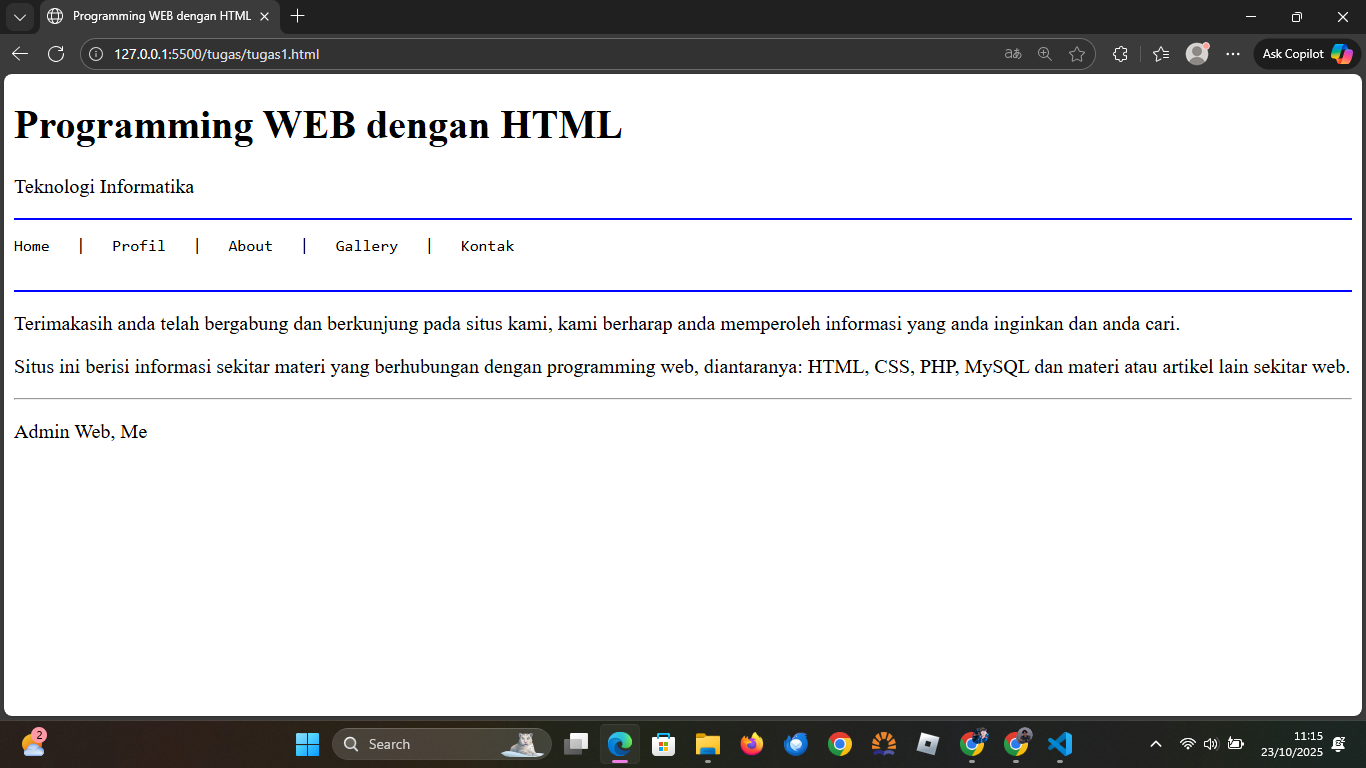 Programming WEB dengan HTML
127.0.0.1:5500/tugas/tugas1.html
Ask Copilot
Programming WEB dengan HTML
Teknologi Informatika
Home | Profil | About | Gallery | Kontak
Terimakasih anda telah bergabung dan berkunjung pada situs kami, kami berharap anda memperoleh informasi yang anda inginkan dan anda cari.
Situs ini berisi informasi sekitar materi yang berhubungan dengan programming web, diantaranya: HTML, CSS, PHP, MySQL dan materi atau artikel lain sekitar web.
Admin Web, Me
2
Search
11:15
23/10/2025